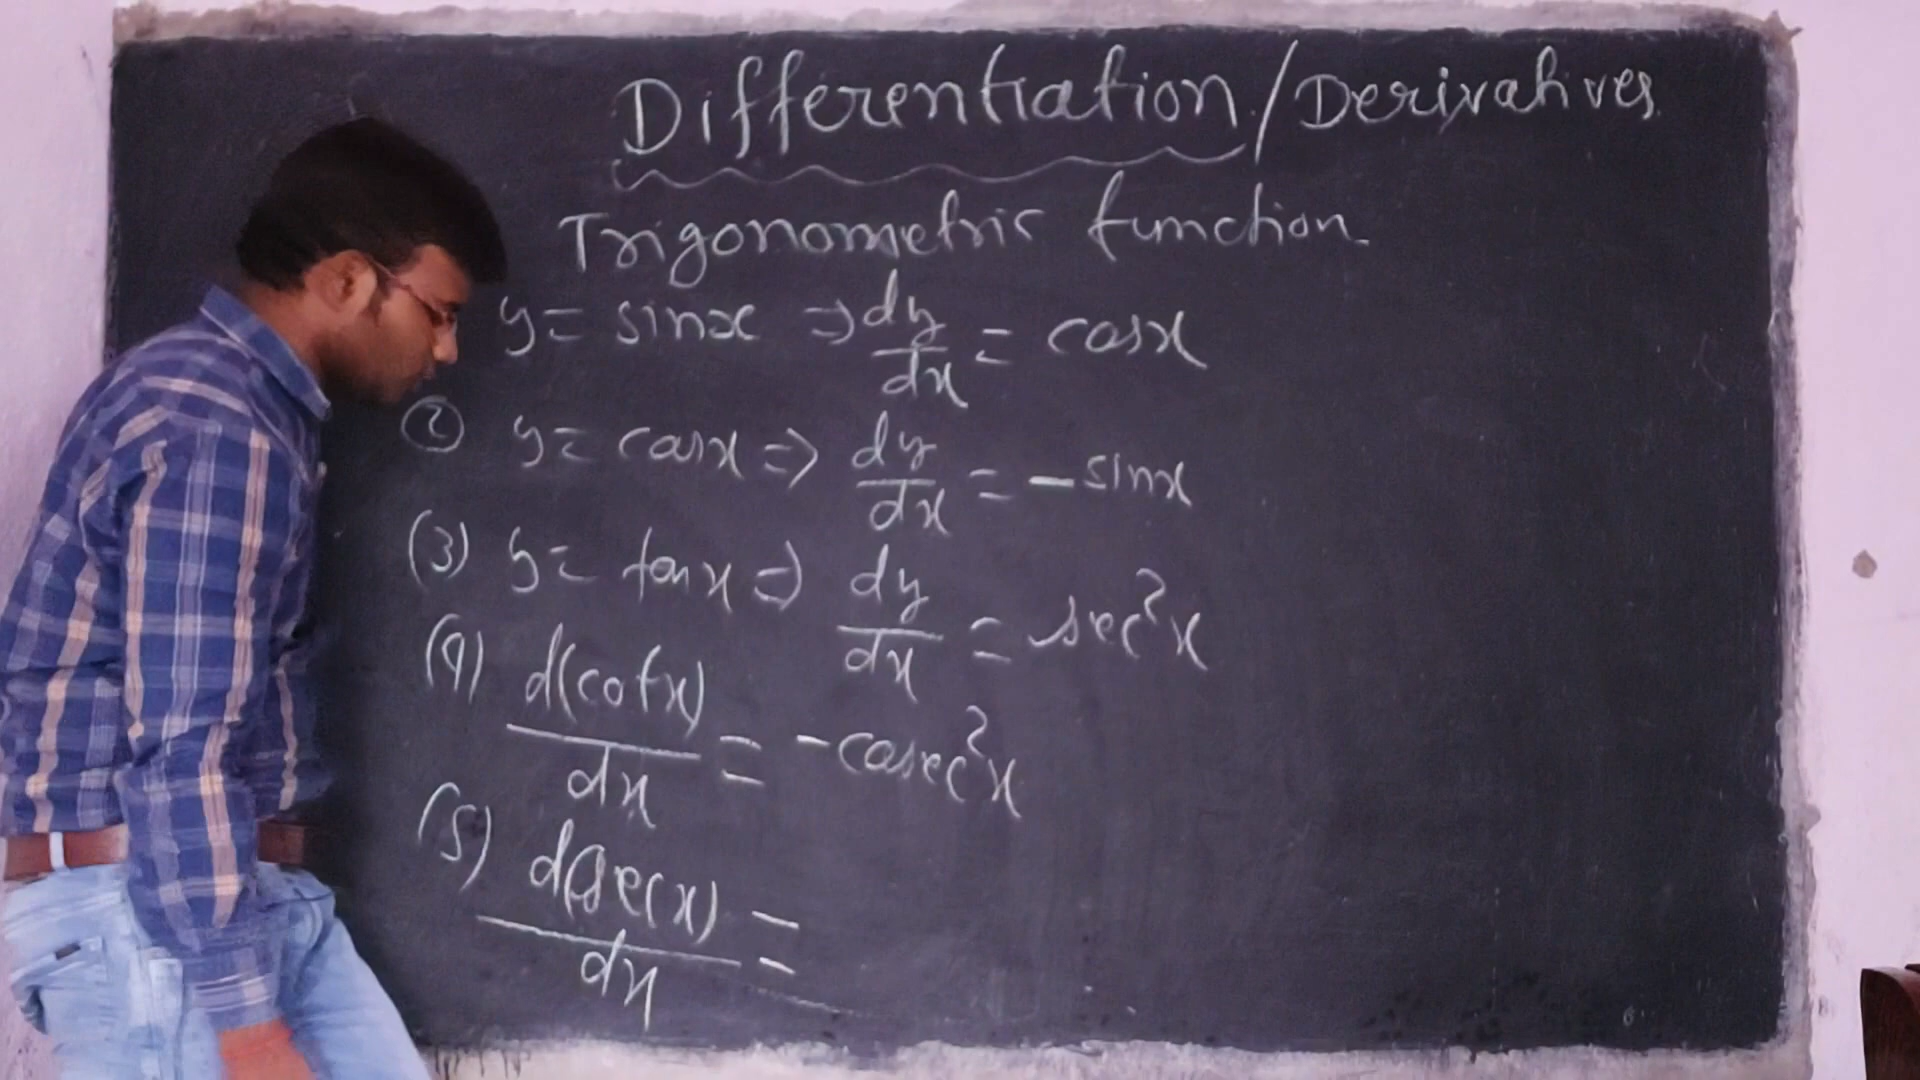 Differentiation/Derivatives
Trigonometric function
y = sinx ⇒ dy/dx = cosx
② y = cosx ⇒ dy/dx = -sinx
(3) y = tanx ⇒ dy/dx = sec²x
(4) d(cotx)/dx = -cosec²x
(5) d(secx)/dx =